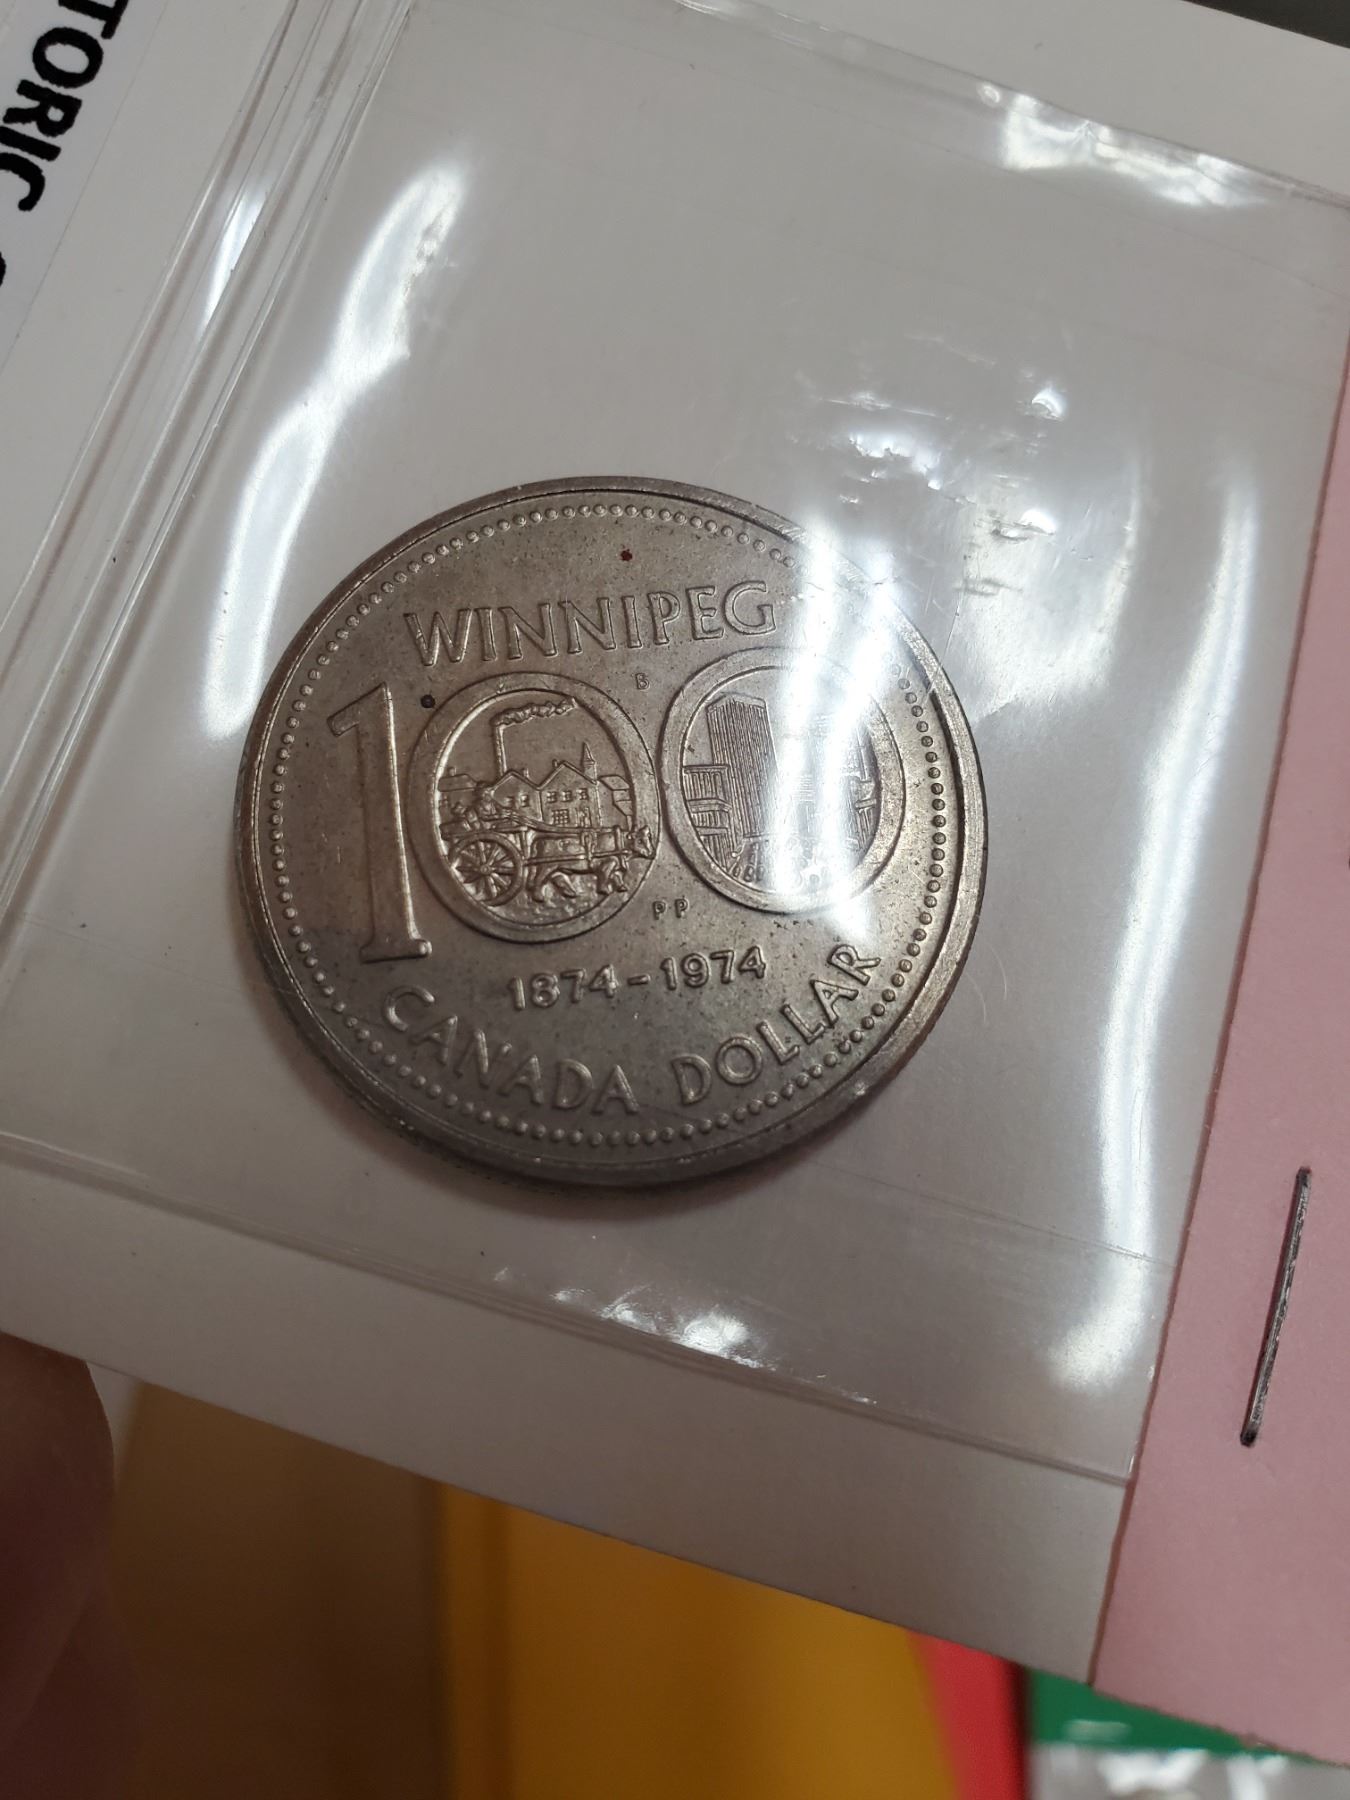 TORIC
WINNIPEG
B
100
PP
1874-1974
CANADA DOLLAR